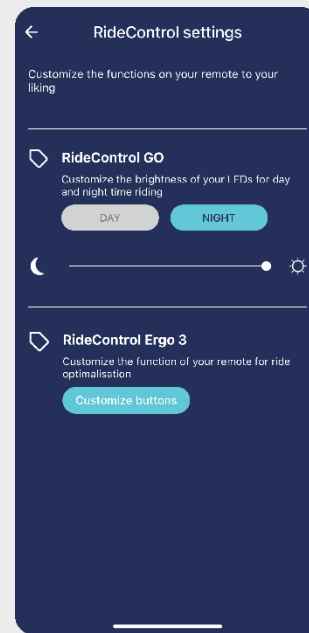 RideControl settings
Customize the functions on your remote to your
liking
RideControl GO
Customize the brightness of your LEDs for day
and night time riding
DAY
NIGHT
RideControl Ergo 3
Customize the function of your remote for ride
optimalisation
Customize buttons